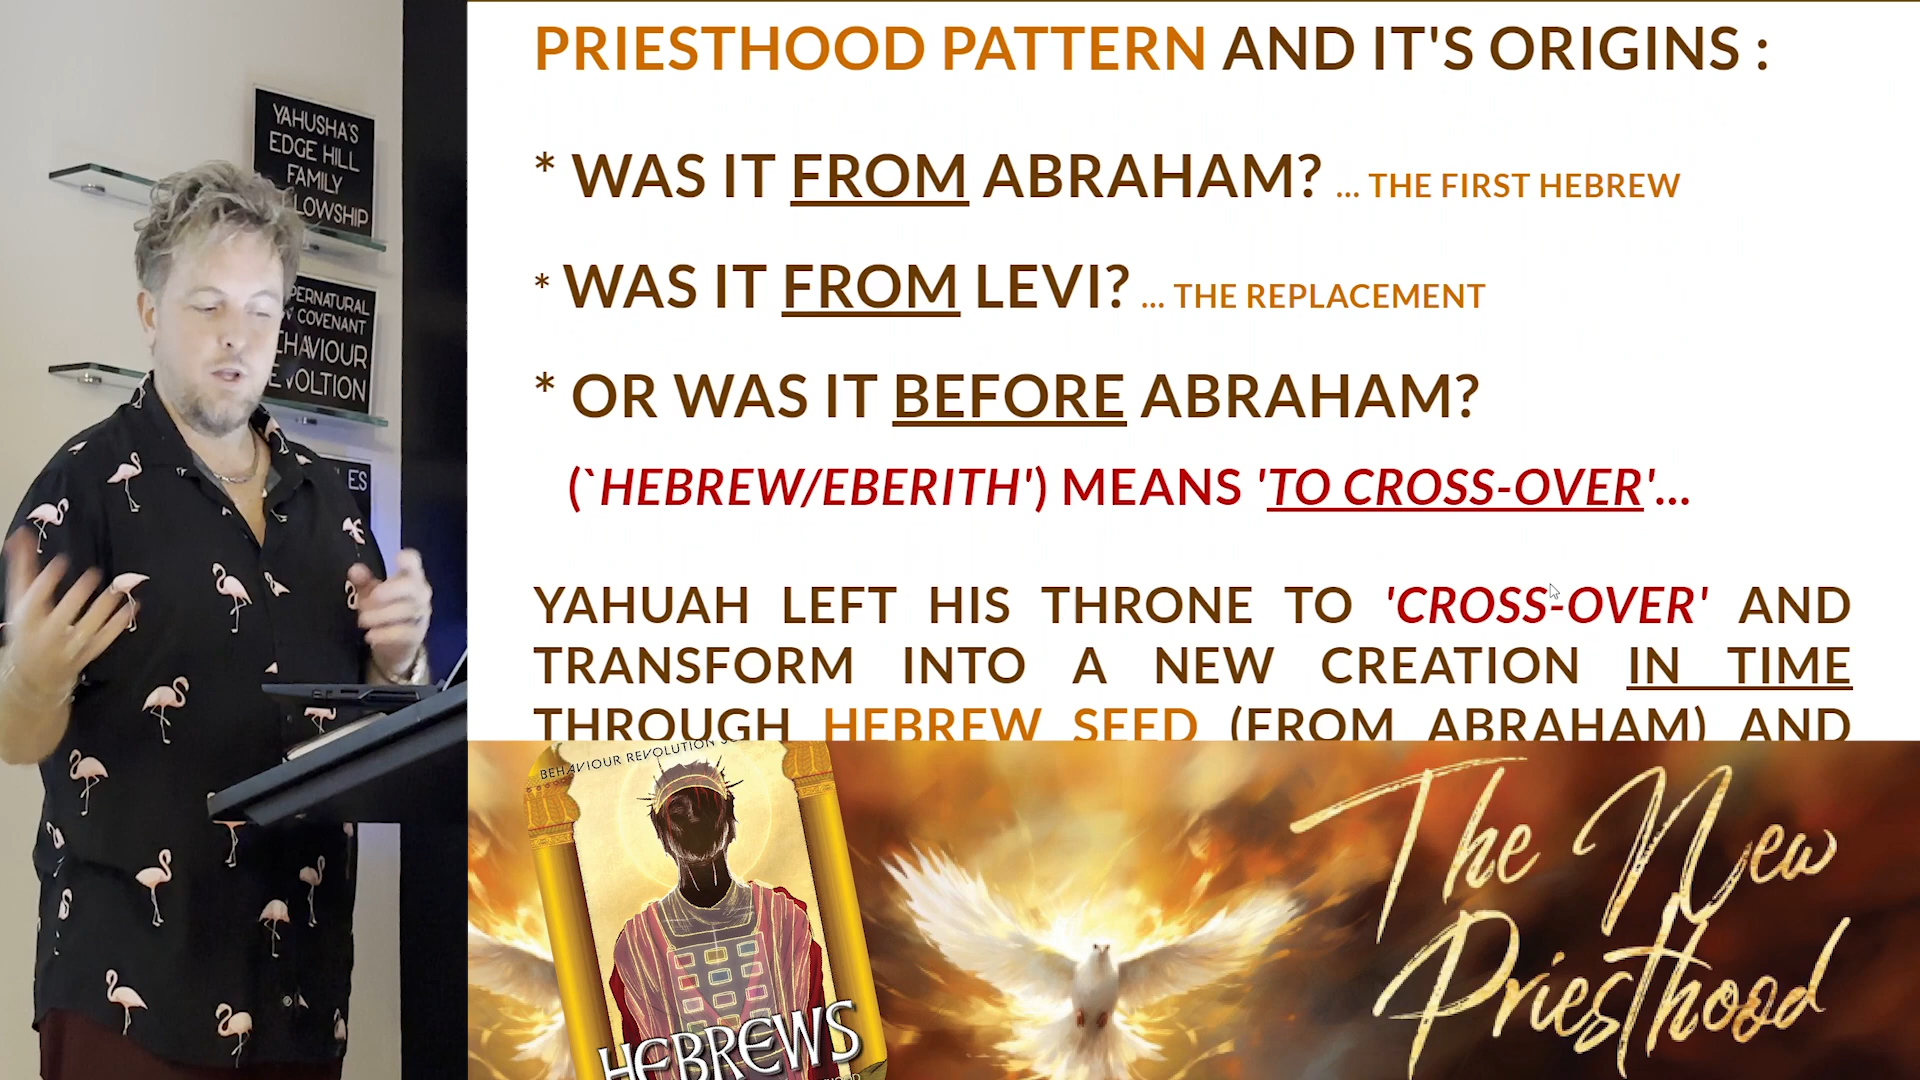 YAHUSHA'S
EDGE HILL
FAMILY
LOWSHIP
PERNATURAL
COVENANT
EHAVIOUR
EVOLTION
ES
PRIESTHOOD PATTERN AND IT'S ORIGINS :
* WAS IT FROM ABRAHAM? ... THE FIRST HEBREW
* WAS IT FROM LEVI? ... THE REPLACEMENT
* OR WAS IT BEFORE ABRAHAM?
(`HEBREW/EBERITH') MEANS 'TO CROSS-OVER'...
YAHUAH LEFT HIS THRONE TO 'CROSS-OVER' AND
TRANSFORM INTO A NEW CREATION IN TIME
THROUGH HEBREW SEED (FROM ABRAHAM) AND
BEHAVIOUR REVOLUTION
HEBREWS
The New
Priesthood